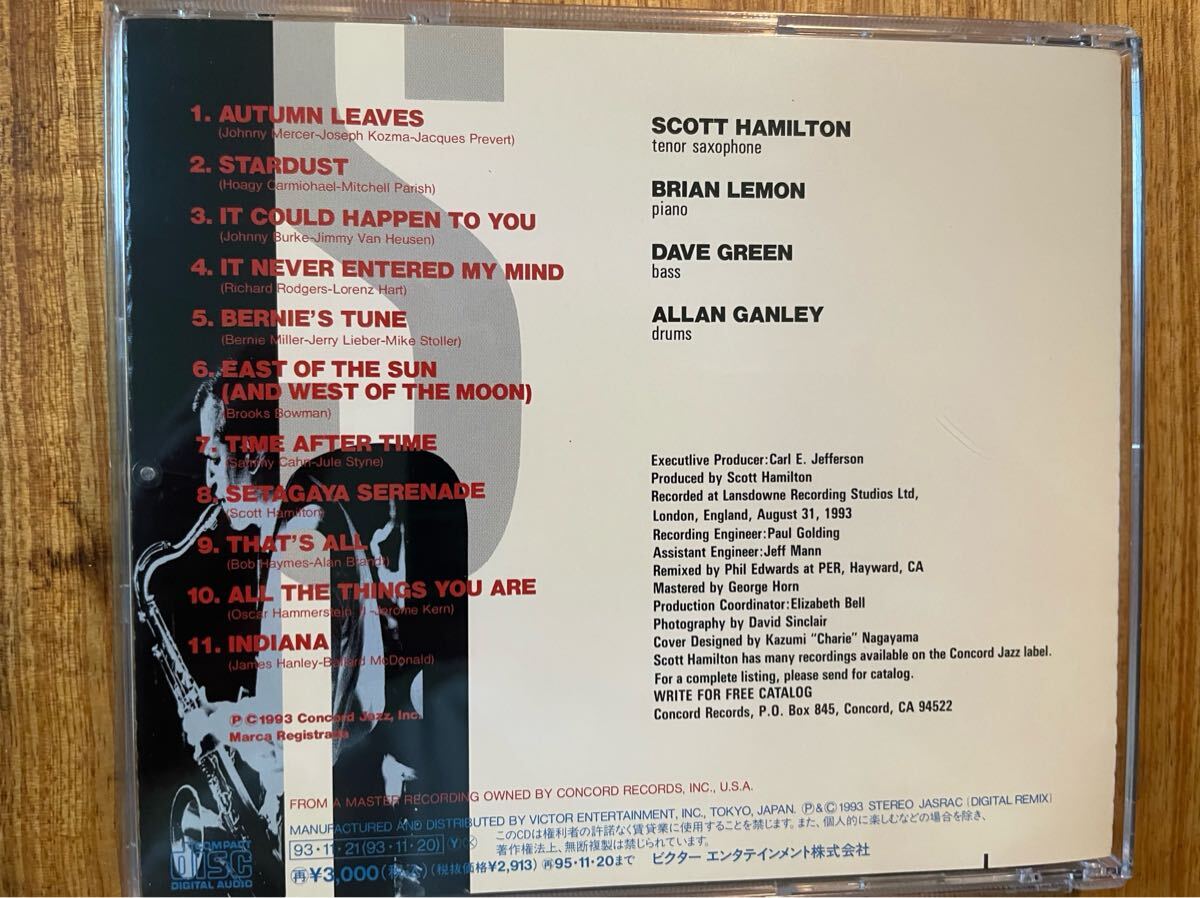 1. AUTUMN LEAVES
(Johnny Mercer-Joseph Kozma-Jacques Prevert)
2. STARDUST
(Hoagy Carmiohael-Mitchell Parish)
3. IT COULD HAPPEN TO YOU
(Johnny Burke-Jimmy Van Heusen)
4. IT NEVER ENTERED MY MIND
(Richard Rodgers-Lorenz Hart)
5. BERNIE'S TUNE
(Bernie Miller-Jerry Lieber-Mike Stoller)
6. EAST OF THE SUN
(AND WEST OF THE MOON)
(Brooks Bowman)
7. TIME AFTER TIME
(Sammy Cahn-Jule Styne)
8. SETAGAYA SERENADE
(Scott Hamilton)
9. THAT'S ALL
(Bob Haymes-Alan Brandt)
10. ALL THE THINGS YOU ARE
(Oscar Hammerstein II-Jerome Kern)
11. INDIANA
(James Hanley-Ballard McDonald)
Ⓟ Ⓒ1993 Concord Jazz, Inc.
Marca Registrada
SCOTT HAMILTON
tenor saxophone
BRIAN LEMON
piano
DAVE GREEN
bass
ALLAN GANLEY
drums
Executlive Producer:Carl E. Jefferson
Produced by Scott Hamilton
Recorded at Lansdowne Recording Studios Ltd,
London, England, August 31, 1993
Recording Engineer:Paul Golding
Assistant Engineer:Jeff Mann
Remixed by Phil Edwards at PER, Hayward, CA
Mastered by George Horn
Production Coordinator:Elizabeth Bell
Photography by David Sinclair
Cover Designed by Kazumi "Charie" Nagayama
Scott Hamilton has many recordings available on the Concord Jazz label.
For a complete listing, please send for catalog.
WRITE FOR FREE CATALOG
Concord Records, P.O. Box 845, Concord, CA 94522
FROM A MASTER RECORDING OWNED BY CONCORD RECORDS, INC., U.S.A.
MANUFACTURED AND DISTRIBUTED BY VICTOR ENTERTAINMENT, INC., TOKYO, JAPAN. Ⓟ&Ⓒ 1993 STEREO JASRAC [DIGITAL REMIX]
このCDは権利者の許諾なく賃貸業に使用することを禁じます。また、個人的に楽しむなどの場合を除き、
著作権法上、無断複製は禁じられています。
93・11・21(93・11・20) Ⓨ Ⓧ
再¥3,000 (税抜価格¥2,913) 再95・11・20まで ビクター エンタテインメント株式会社
COMPACT
disc
DIGITAL AUDIO